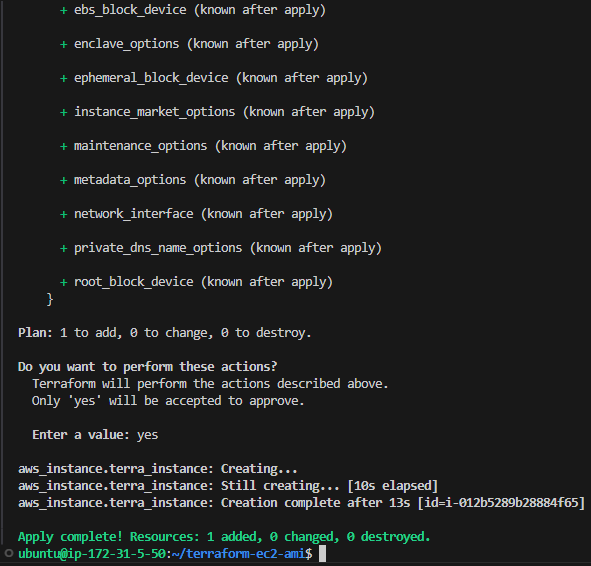 + ebs_block_device (known after apply)
+ enclave_options (known after apply)
+ ephemeral_block_device (known after apply)
+ instance_market_options (known after apply)
+ maintenance_options (known after apply)
+ metadata_options (known after apply)
+ network_interface (known after apply)
+ private_dns_name_options (known after apply)
+ root_block_device (known after apply)
}
Plan: 1 to add, 0 to change, 0 to destroy.
Do you want to perform these actions?
Terraform will perform the actions described above.
Only 'yes' will be accepted to approve.
Enter a value: yes
aws_instance.terra_instance: Creating...
aws_instance.terra_instance: Still creating... [10s elapsed]
aws_instance.terra_instance: Creation complete after 13s [id=i-012b5289b28884f65]
Apply complete! Resources: 1 added, 0 changed, 0 destroyed.
ubuntu@ip-172-31-5-50:~/terraform-ec2-ami$